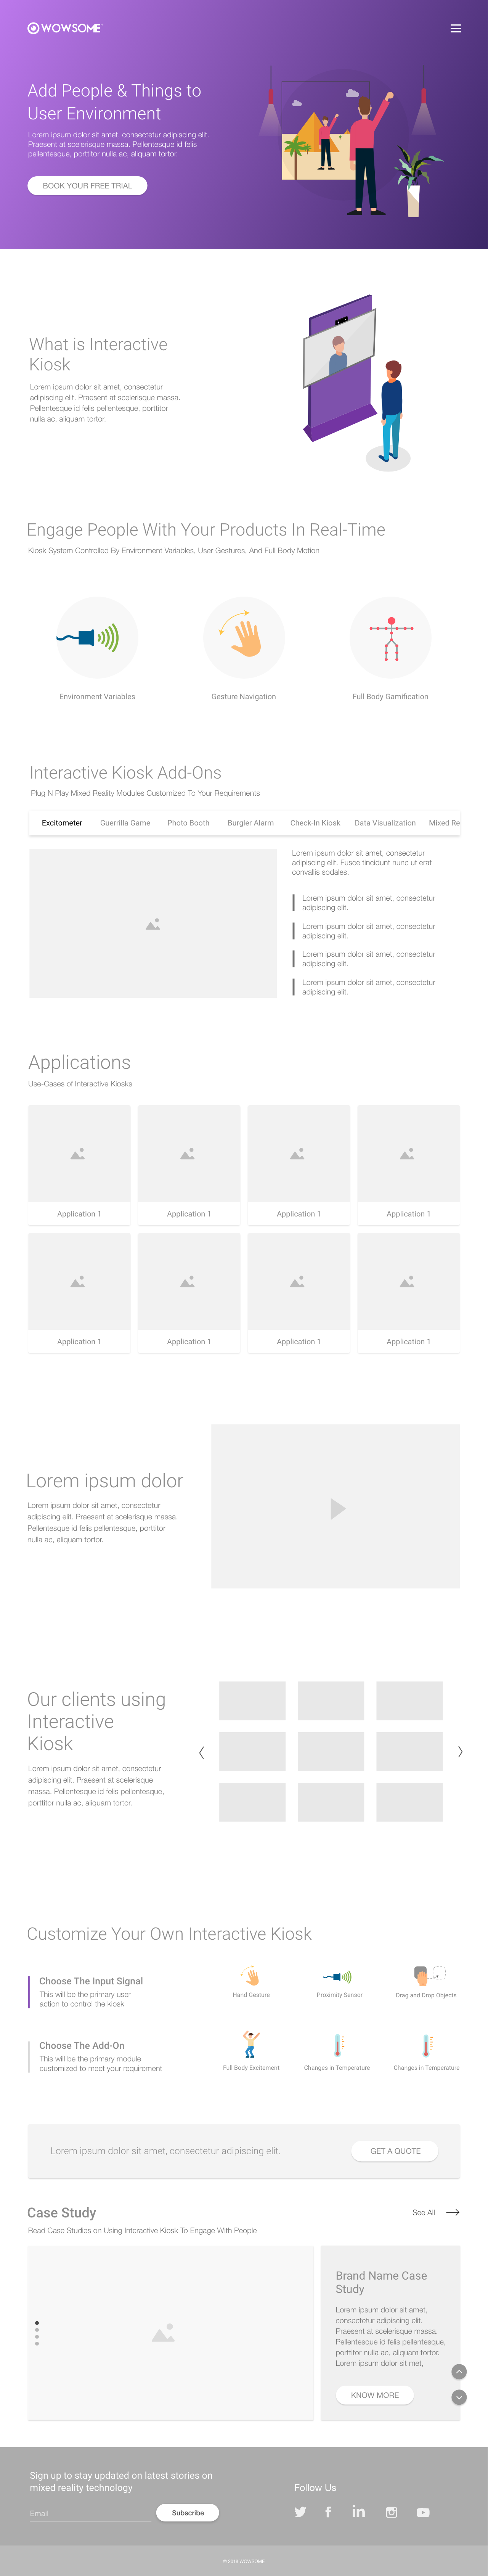 WOWSOME
Add People & Things to
User Environment
Lorem ipsum dolor sit amet, consectetur adipiscing elit.
Praesent at scelerisque massa. Pellentesque id felis
pellentesque, porttitor nulla ac, aliquam tortor.
BOOK YOUR FREE TRIAL
What is Interactive
Kiosk
Lorem ipsum dolor sit amet, consectetur
adipiscing elit. Praesent at scelerisque massa.
Pellentesque id felis pellentesque, porttitor
nulla ac, aliquam tortor.
Engage People With Your Products In Real-Time
Kiosk System Controlled By Environment Variables, User Gestures, And Full Body Motion
Environment Variables
Gesture Navigation
Full Body Gamification
Interactive Kiosk Add-Ons
Plug N Play Mixed Reality Modules Customized To Your Requirements
Excitometer Guerrilla Game Photo Booth Burgler Alarm Check-In Kiosk Data Visualization Mixed Re
Lorem ipsum dolor sit amet, consectetur
adipiscing elit. Fusce tincidunt nunc ut erat
convallis sodales.
Lorem ipsum dolor sit amet, consectetur
adipiscing elit.
Lorem ipsum dolor sit amet, consectetur
adipiscing elit.
Lorem ipsum dolor sit amet, consectetur
adipiscing elit.
Lorem ipsum dolor sit amet, consectetur
adipiscing elit.
Applications
Use-Cases of Interactive Kiosks
Application 1 Application 1 Application 1 Application 1
Application 1 Application 1 Application 1 Application 1
Lorem ipsum dolor
Lorem ipsum dolor sit amet, consectetur
adipiscing elit. Praesent at scelerisque massa.
Pellentesque id felis pellentesque, porttitor
nulla ac, aliquam tortor.
Our clients using
Interactive
Kiosk
Lorem ipsum dolor sit amet, consectetur
adipiscing elit. Praesent at scelerisque
massa. Pellentesque id felis pellentesque,
porttitor nulla ac, aliquam tortor.
Customize Your Own Interactive Kiosk
Choose The Input Signal
This will be the primary user
action to control the kiosk
Choose The Add-On
This will be the primary module
customized to meet your requirement
Hand Gesture
Proximity Sensor
Drag and Drop Objects
Full Body Excitement
Changes in Temperature
Changes in Temperature
Lorem ipsum dolor sit amet, consectetur adipiscing elit.
GET A QUOTE
Case Study
See All
Read Case Studies on Using Interactive Kiosk To Engage With People
Brand Name Case
Study
Lorem ipsum dolor sit amet,
consectetur adipiscing elit.
Praesent at scelerisque massa.
Pellentesque id felis pellentesque,
Lorem ipsum dolor sit met,
KNOW MORE
Sign up to stay updated on latest stories on
mixed reality technology
Email
Subscribe
Follow Us
© 2018 WOWSOME